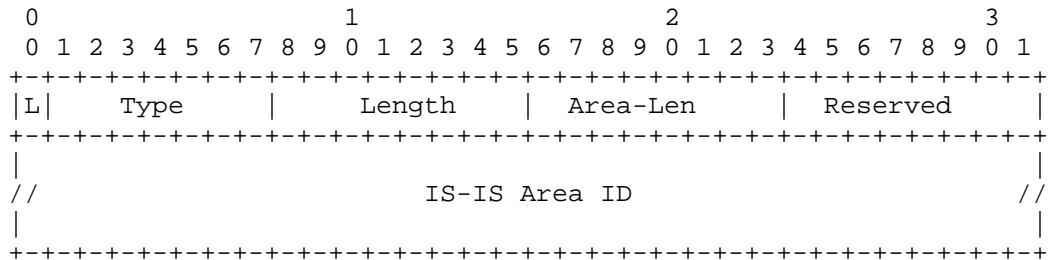 0                   1                   2                   3
 0 1 2 3 4 5 6 7 8 9 0 1 2 3 4 5 6 7 8 9 0 1 2 3 4 5 6 7 8 9 0 1
+-+-+-+-+-+-+-+-+-+-+-+-+-+-+-+-+-+-+-+-+-+-+-+-+-+-+-+-+-+-+-+-+
|L|    Type     |     Length    |  Area-Len     |  Reserved     |
+-+-+-+-+-+-+-+-+-+-+-+-+-+-+-+-+-+-+-+-+-+-+-+-+-+-+-+-+-+-+-+-+
|                                                               |
//                        IS-IS Area ID                        //
|                                                               |
+-+-+-+-+-+-+-+-+-+-+-+-+-+-+-+-+-+-+-+-+-+-+-+-+-+-+-+-+-+-+-+-+